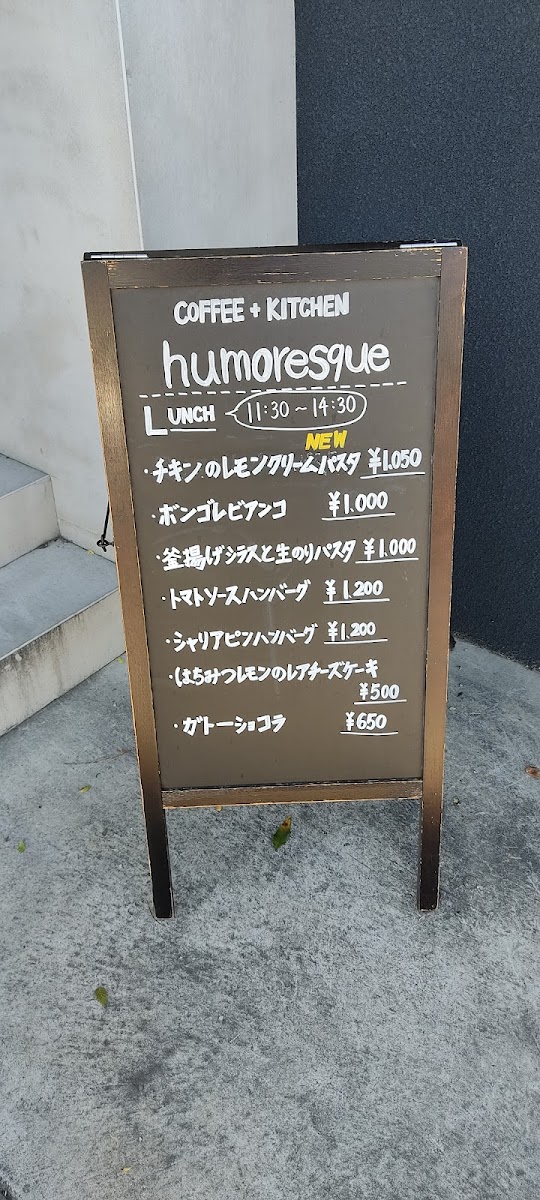 COFFEE + KITCHEN
humoresque
LUNCH 11:30～14:30
NEW
・チキンのレモンクリームパスタ ¥1.050
・ボンゴレビアンコ ¥1.000
・釜揚げシラスと生のりパスタ ¥1.000
・トマトソースハンバーグ ¥1.200
・シャリアピンハンバーグ ¥1.200
・はちみつレモンのレアチーズケーキ
¥500
・ガトーショコラ ¥650